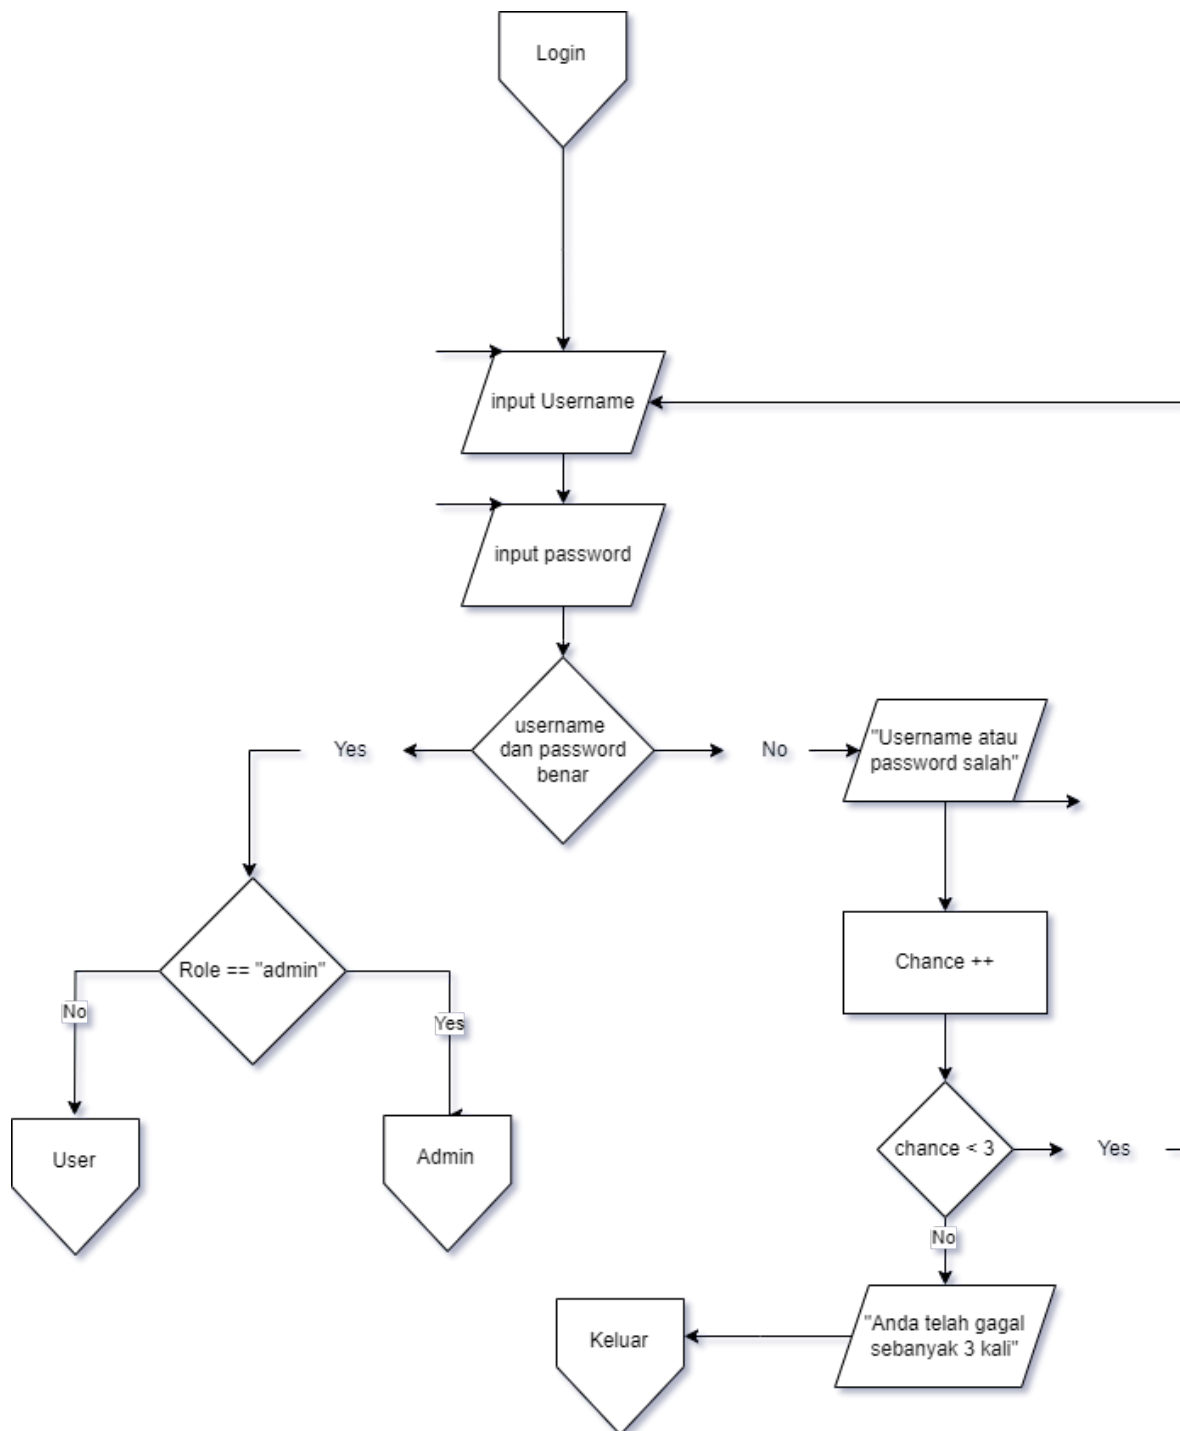 Login
input Username
input password
username
dan password
benar
Yes
No
"Username atau
password salah"
Chance ++
Role == "admin"
No
Yes
User
Admin
chance < 3
Yes
No
"Anda telah gagal
sebanyak 3 kali"
Keluar